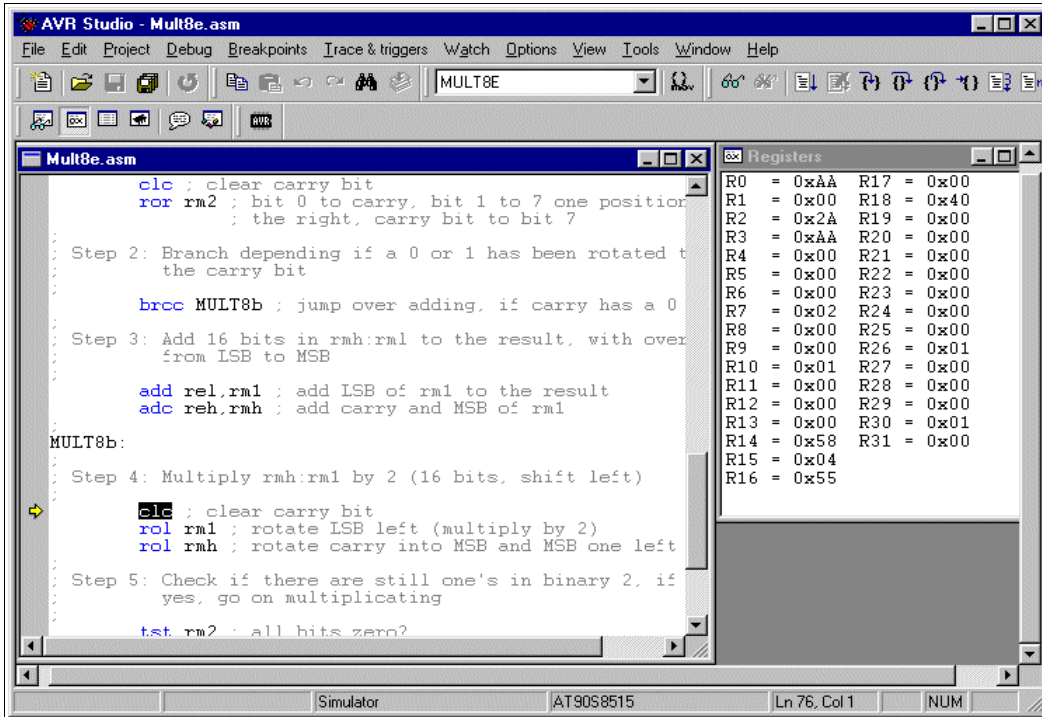 AVR Studio - Mult8e.asm
File Edit Project Debug Breakpoints Trace & triggers Watch Options View Tools Window Help
MULT8E
AVR
Mult8e.asm
clc ; clear carry bit
ror rm2 ; bit 0 to carry, bit 1 to 7 one position
; the right, carry bit to bit 7
;
; Step 2: Branch depending if a 0 or 1 has been rotated t
; the carry bit
;
brcc MULT8b ; jump over adding, if carry has a 0
;
; Step 3: Add 16 bits in rmh:rml to the result, with over
; from LSB to MSB
;
add rel,rm1 ; add LSB of rm1 to the result
adc reh,rmh ; add carry and MSB of rm1
;
MULT8b:
;
; Step 4: Multiply rmh:rm1 by 2 (16 bits, shift left)
;
clc ; clear carry bit
rol rm1 ; rotate LSB left (multiply by 2)
rol rmh ; rotate carry into MSB and MSB one left
;
; Step 5: Check if there are still one's in binary 2, if
; yes, go on multiplicating
;
tst rm2 ; all bits zero?
Registers
R0 = 0xAA R17 = 0x00
R1 = 0x00 R18 = 0x40
R2 = 0x2A R19 = 0x00
R3 = 0xAA R20 = 0x00
R4 = 0x00 R21 = 0x00
R5 = 0x00 R22 = 0x00
R6 = 0x00 R23 = 0x00
R7 = 0x02 R24 = 0x00
R8 = 0x00 R25 = 0x00
R9 = 0x00 R26 = 0x01
R10 = 0x01 R27 = 0x00
R11 = 0x00 R28 = 0x00
R12 = 0x00 R29 = 0x00
R13 = 0x00 R30 = 0x01
R14 = 0x58 R31 = 0x00
R15 = 0x04
R16 = 0x55
Simulator AT90S8515 Ln 76, Col 1 NUM